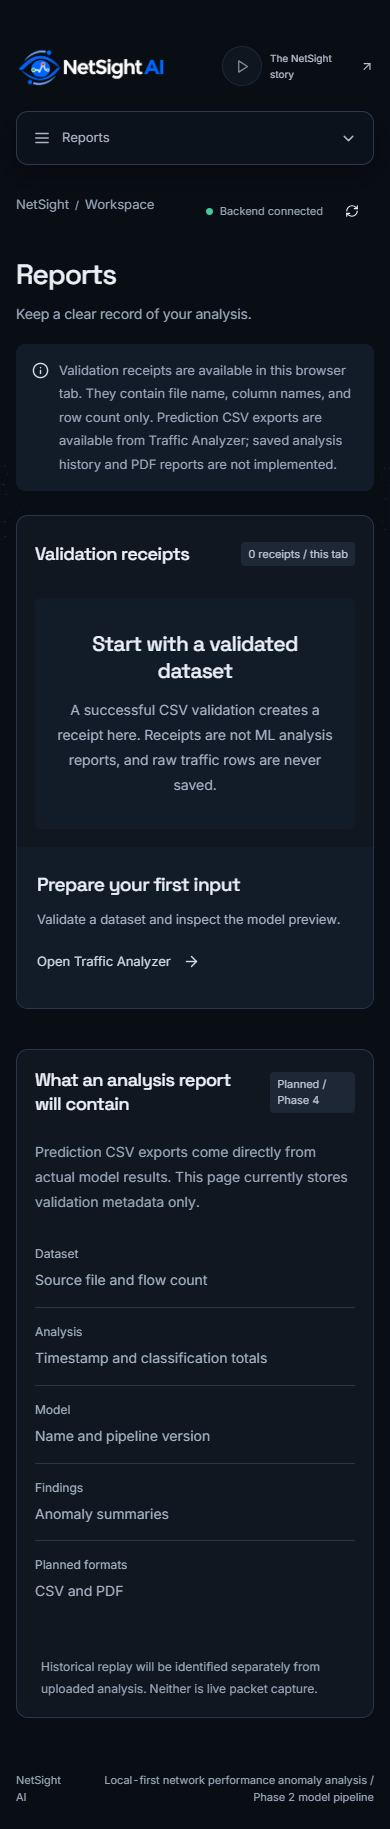 NetSight AI
The NetSight
story
Reports
NetSight / Workspace
Backend connected
Reports
Keep a clear record of your analysis.
Validation receipts are available in this browser
tab. They contain file name, column names, and
row count only. Prediction CSV exports are
available from Traffic Analyzer; saved analysis
history and PDF reports are not implemented.
Validation receipts
0 receipts / this tab
Start with a validated
dataset
A successful CSV validation creates a
receipt here. Receipts are not ML analysis
reports, and raw traffic rows are never
saved.
Prepare your first input
Validate a dataset and inspect the model preview.
Open Traffic Analyzer
What an analysis report
will contain
Planned /
Phase 4
Prediction CSV exports come directly from
actual model results. This page currently stores
validation metadata only.
Dataset
Source file and flow count
Analysis
Timestamp and classification totals
Model
Name and pipeline version
Findings
Anomaly summaries
Planned formats
CSV and PDF
Historical replay will be identified separately from
uploaded analysis. Neither is live packet capture.
NetSight
AI
Local-first network performance anomaly analysis /
Phase 2 model pipeline